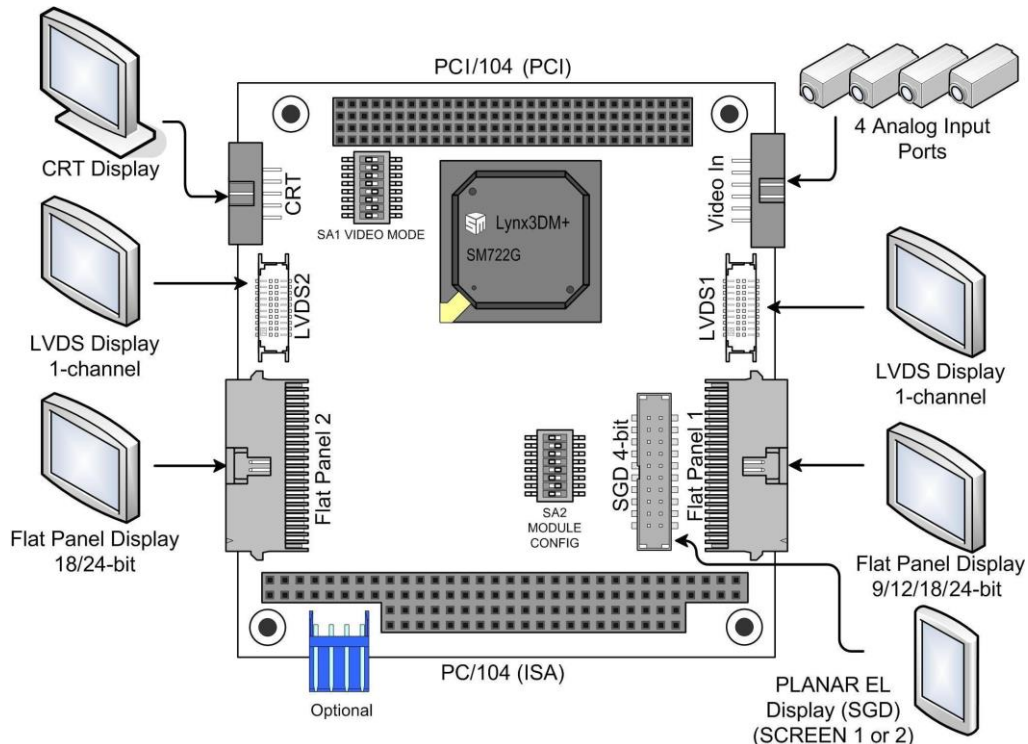 PCI/104 (PCI)
4 Analog Input
Ports
CRT Display
CRT
SA1 VIDEO MODE
SM
Lynx3DM+
SM722G
Video In
LVDS2
LVDS1
LVDS Display
1-channel
LVDS Display
1-channel
Flat Panel 2
SA2
MODULE
CONFIG
SGD 4-bit
Flat Panel 1
Flat Panel Display
18/24-bit
Flat Panel Display
9/12/18/24-bit
PC/104 (ISA)
Optional
PLANAR EL
Display (SGD)
(SCREEN 1 or 2)